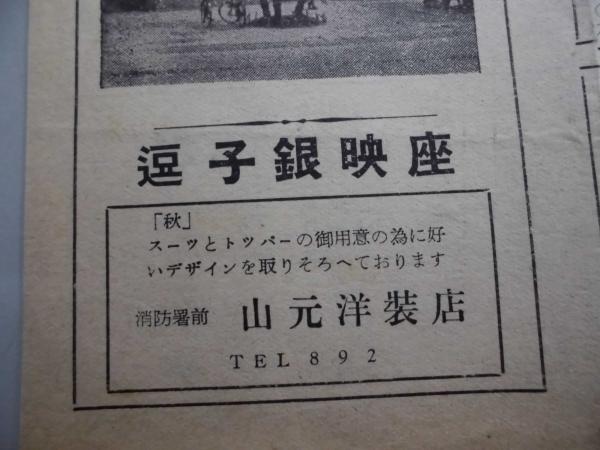 逗子銀映座
「秋」
スーツとトツパーの御用意の為に好
いデザインを取りそろへております
消防署前 山元洋裝店
TEL 892